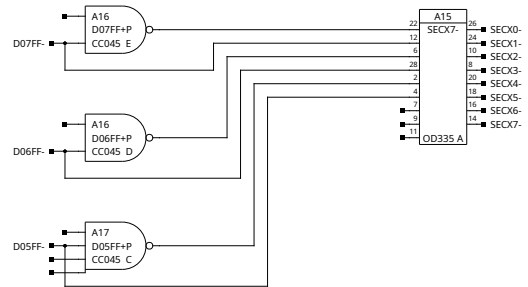 A16
D07FF+P
CC045 E
D07FF-
A16
D06FF+P
CC045 D
D06FF-
A17
D05FF+P
CC045 C
D05FF-
A15
SECX7-
OD335 A
22
12
6
28
2
4
7
9
11
26 SECX0-
24 SECX1-
10 SECX2-
8 SECX3-
20 SECX4-
18 SECX5-
16 SECX6-
14 SECX7-